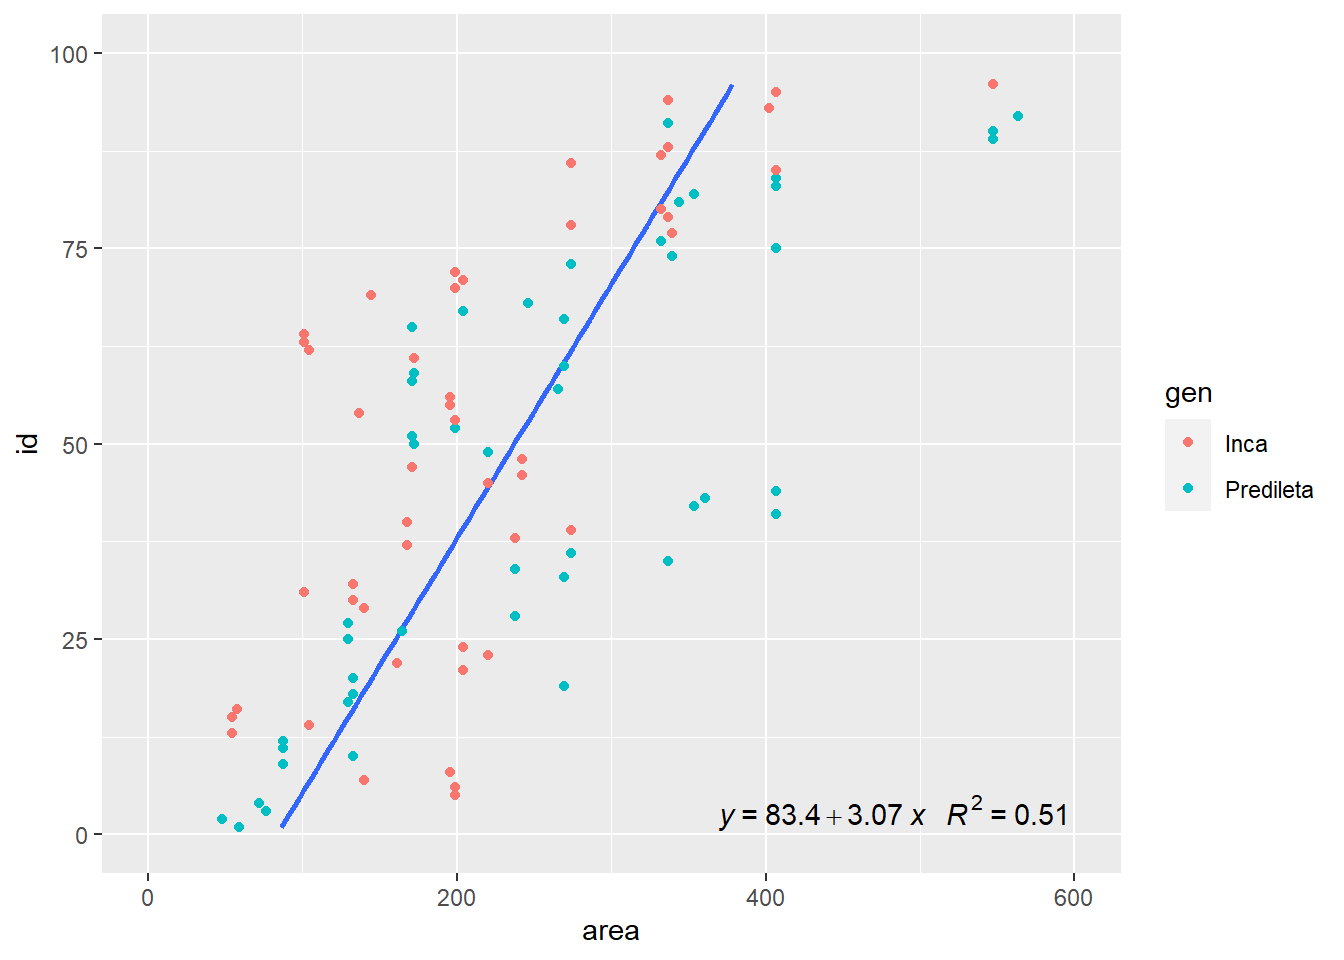 100
75
50
25
0
id
y = 83.4 + 3.07 x R² = 0.51
0 200 400 600
area
gen
Inca
Predileta